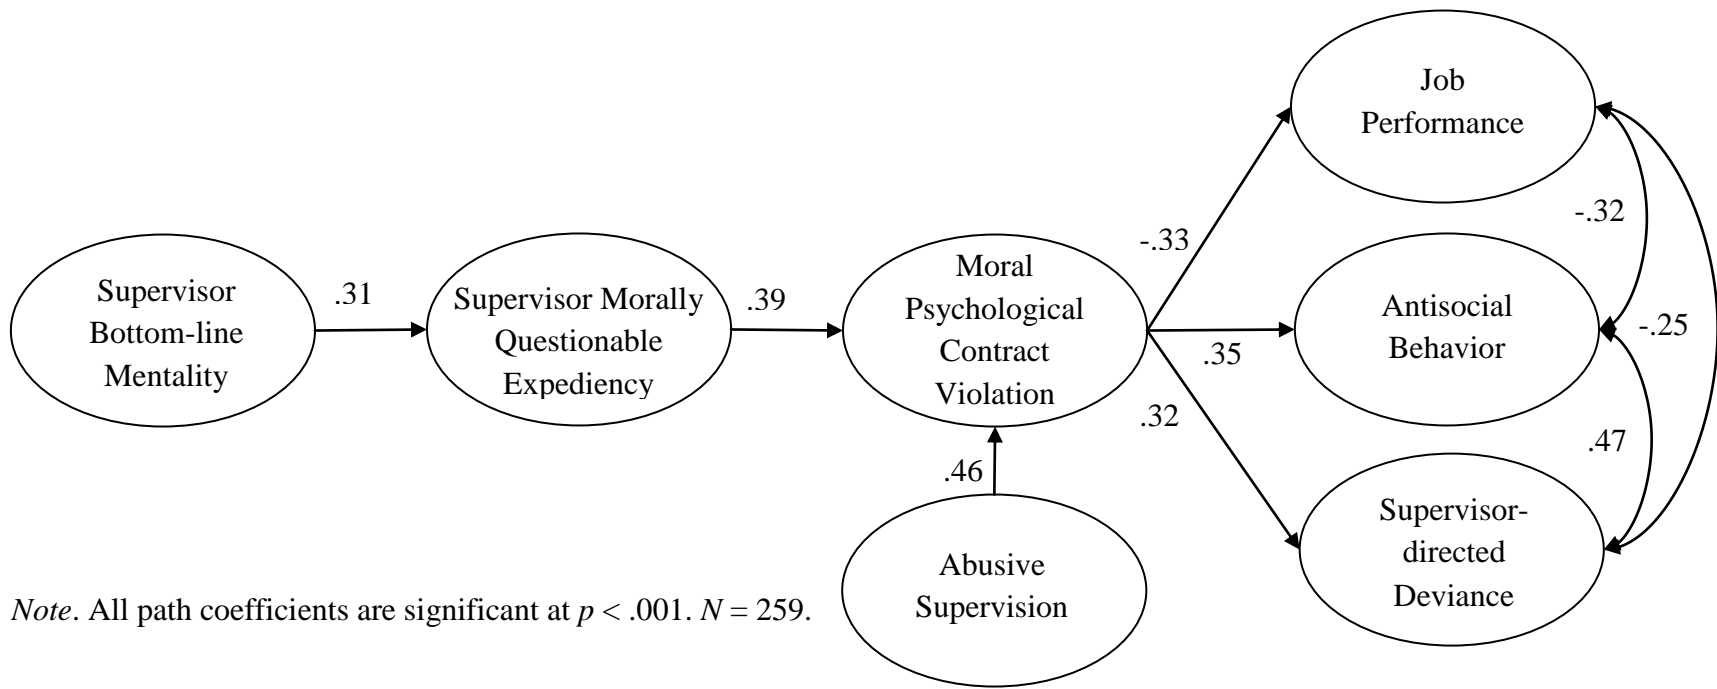 Job
Performance
-.32
-.33
Supervisor
Bottom-line
Mentality
.31
Supervisor Morally
Questionable
Expediency
.39
Moral
Psychological
Contract
Violation
.35
Antisocial
Behavior
-.25
.32
.47
.46
Supervisor-
directed
Deviance
Abusive
Supervision
Note. All path coefficients are significant at p < .001. N = 259.